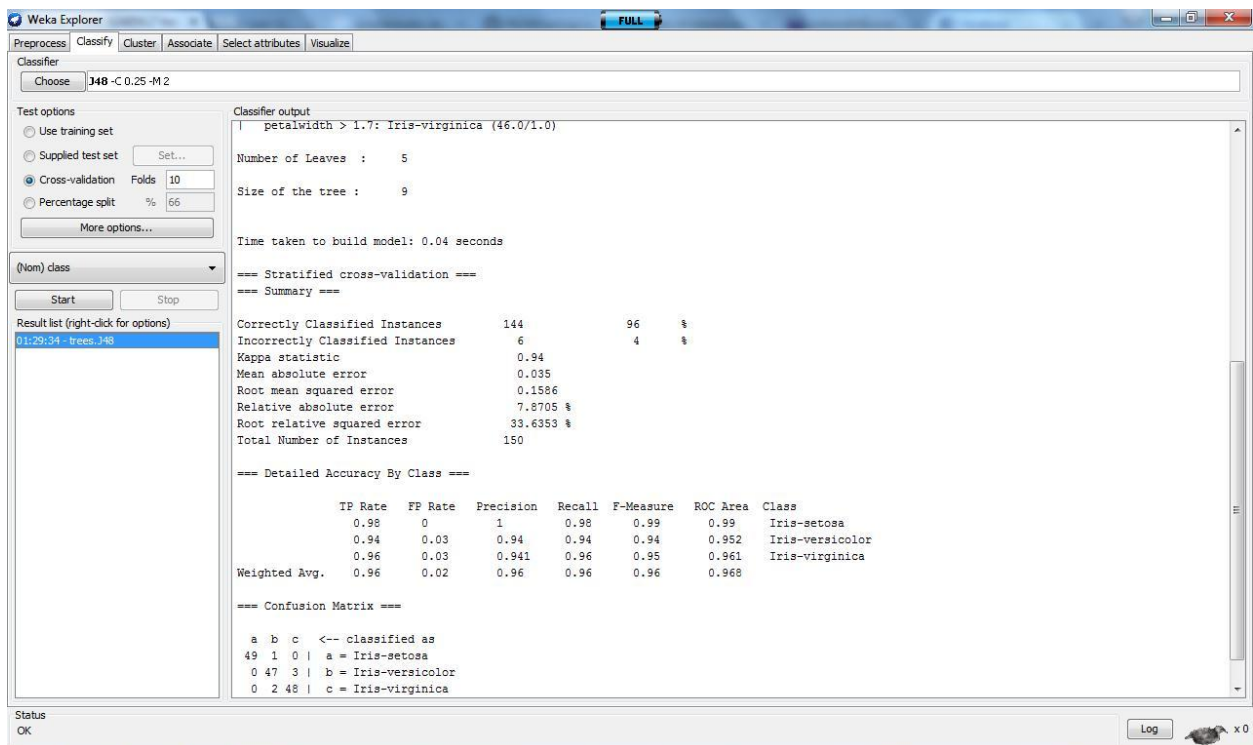 Weka Explorer
FULL
Preprocess Classify Cluster Associate Select attributes Visualize
Classifier
Choose J48 -C 0.25 -M 2
Test options
Use training set
Supplied test set Set...
Cross-validation Folds 10
Percentage split % 66
More options...
(Nom) class
Start Stop
Result list (right-click for options)
01:29:34 - trees.J48
Classifier output
| petalwidth > 1.7: Iris-virginica (46.0/1.0)
Number of Leaves : 5
Size of the tree : 9
Time taken to build model: 0.04 seconds
=== Stratified cross-validation ===
=== Summary ===
Correctly Classified Instances 144 96 %
Incorrectly Classified Instances 6 4 %
Kappa statistic 0.94
Mean absolute error 0.035
Root mean squared error 0.1586
Relative absolute error 7.8705 %
Root relative squared error 33.6353 %
Total Number of Instances 150
=== Detailed Accuracy By Class ===
TP Rate FP Rate Precision Recall F-Measure ROC Area Class
0.98 0 1 0.98 0.99 0.99 Iris-setosa
0.94 0.03 0.94 0.94 0.94 0.952 Iris-versicolor
0.96 0.03 0.941 0.96 0.95 0.961 Iris-virginica
Weighted Avg. 0.96 0.02 0.96 0.96 0.96 0.968
=== Confusion Matrix ===
a b c <-- classified as
49 1 0 | a = Iris-setosa
0 47 3 | b = Iris-versicolor
0 2 48 | c = Iris-virginica
Status
OK
Log x 0